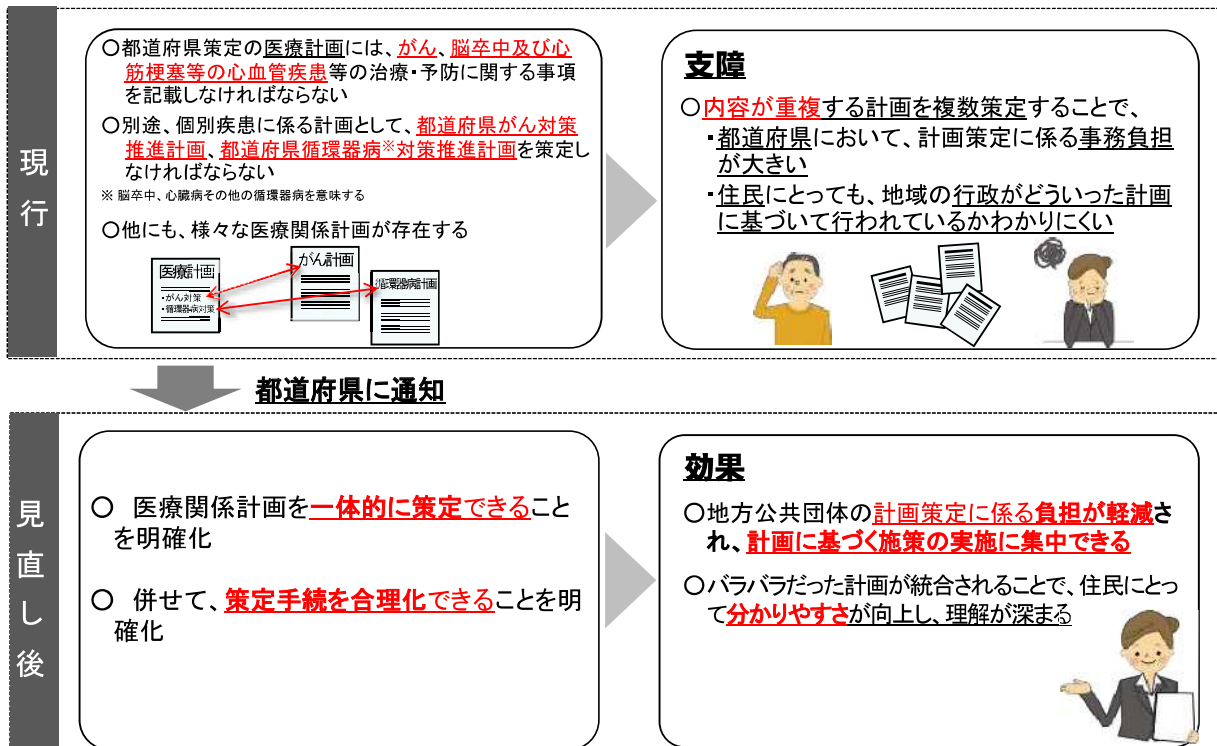 現行
〇都道府県策定の医療計画には、がん、脳卒中及び心
筋梗塞等の心血管疾患等の治療・予防に関する事項
を記載しなければならない
〇別途、個別疾患に係る計画として、都道府県がん対策
推進計画、都道府県循環器病※対策推進計画を策定し
なければならない
※ 脳卒中、心臓病その他の循環器病を意味する
〇他にも、様々な医療関係計画が存在する
医療計画
・がん対策
・循環器病対策
がん計画
循環器病計画
支障
〇内容が重複する計画を複数策定することで、
・都道府県において、計画策定に係る事務負担
が大きい
・住民にとっても、地域の行政がどういった計画
に基づいて行われているかわかりにくい
都道府県に通知
見直し後
〇 医療関係計画を一体的に策定できること
を明確化
〇 併せて、策定手続を合理化できることを明
確化
効果
〇地方公共団体の計画策定に係る負担が軽減さ
れ、計画に基づく施策の実施に集中できる
〇バラバラだった計画が統合されることで、住民にとっ
て分かりやすさが向上し、理解が深まる